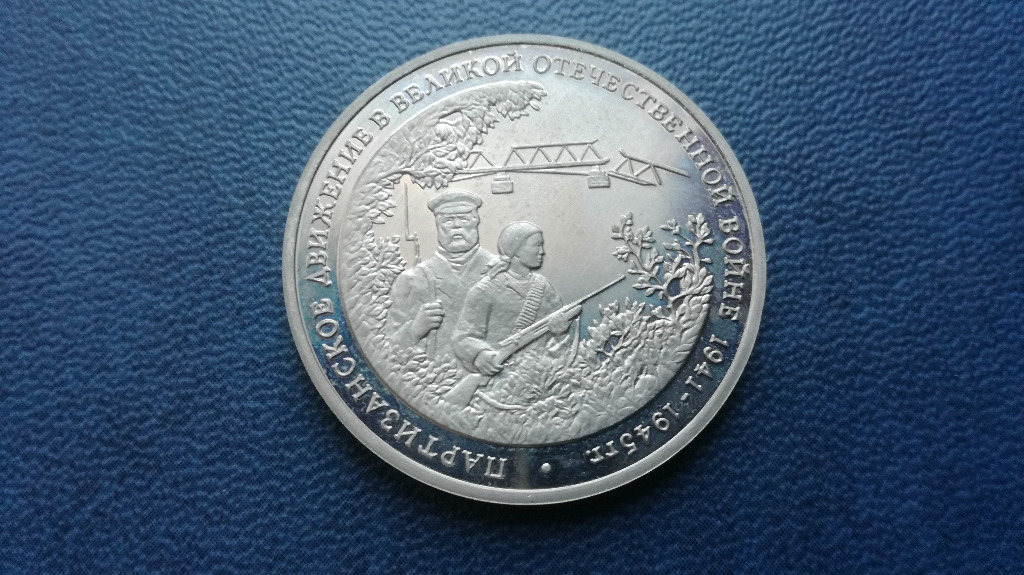 ПАРТИЗАНСКОЕ ДВИЖЕНИЕ В ВЕЛИКОЙ ОТЕЧЕСТВЕННОЙ ВОЙНЕ 1941-1945ГГ.